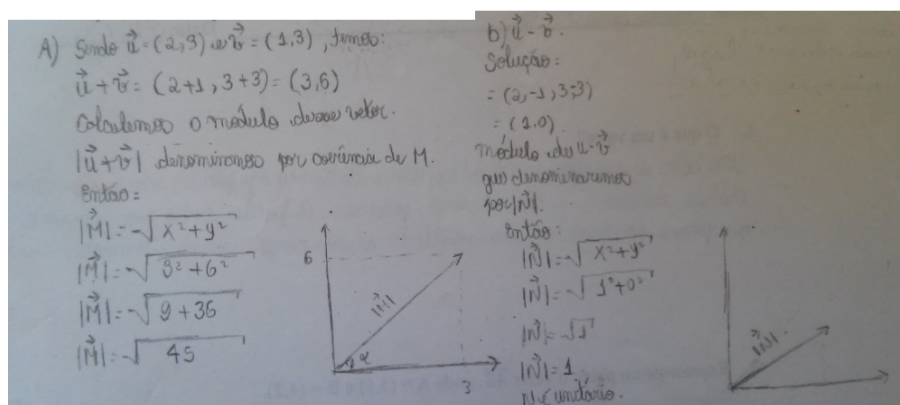 A) Sendo u⃗=(2,3) e v⃗=(1,3), temos:
u⃗+v⃗=(2+1, 3+3)=(3,6)
Calculemos o módulo desse vetor.
|u⃗+v⃗| denominamos por de M.
Então:
|M⃗|=√x²+y²
|M⃗|=√3²+6²
|M⃗|=√9+36
|M⃗|=√45
6
|M⃗|
α
3
b) u⃗-v⃗.
Solução:
=(2,-1, 3-3)
=(1,0)
módulo de u-v⃗
que denominaremos
por |N⃗|.
Então:
|N⃗|=√x²+y²
|N⃗|=√1²+0²
|N⃗|=√1
|N⃗|=1
N é unitário.
|N⃗|